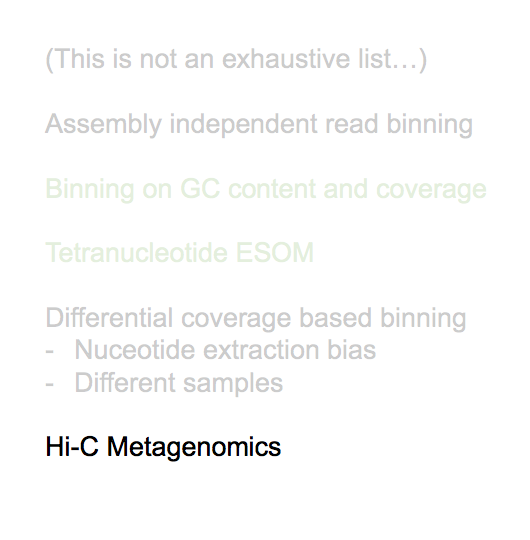 (This is not an exhaustive list…)
Assembly independent read binning
Binning on GC content and coverage
Tetranucleotide ESOM
Differential coverage based binning
- Nuceotide extraction bias
- Different samples
Hi-C Metagenomics